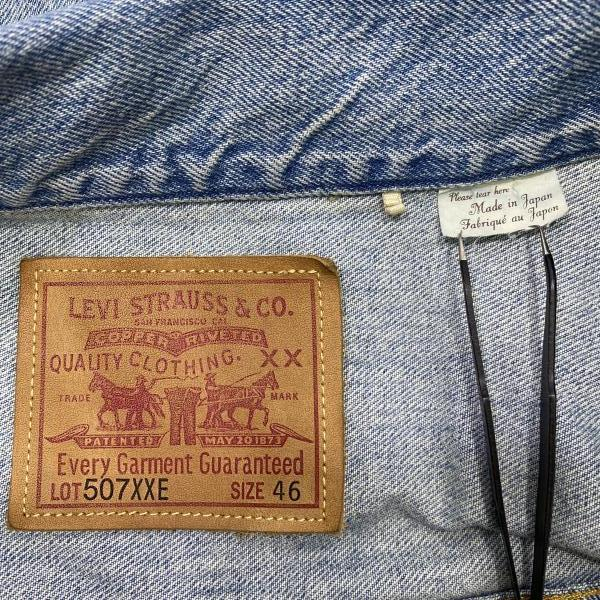 Please tear here
Made in Japan
Fabriqué au Japon
LEVI STRAUSS & CO.
SAN FRANCISCO CAL
COPPER RIVETED
QUALITY CLOTHING. XX
TRADE MARK
PATENTED MAY 20 1873
Every Garment Guaranteed
LOT 507XXE SIZE 46